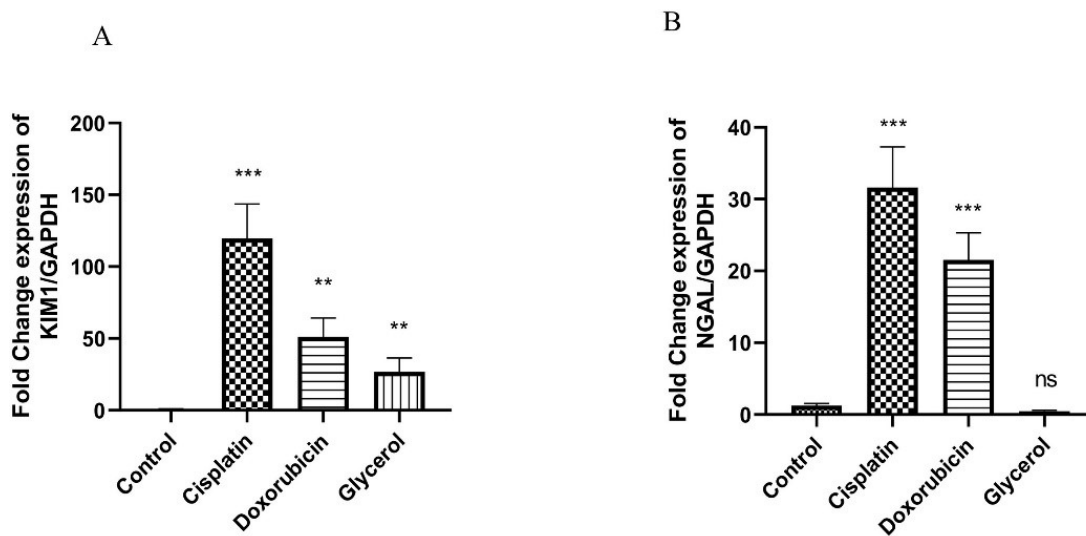 A
Fold Change expression of
KIM1/GAPDH
200
150
100
50
0
***
**
**
Control
Cisplatin
Doxorubicin
Glycerol
B
Fold Change expression of
NGAL/GAPDH
40
30
20
10
0
***
***
ns
Control
Cisplatin
Doxorubicin
Glycerol